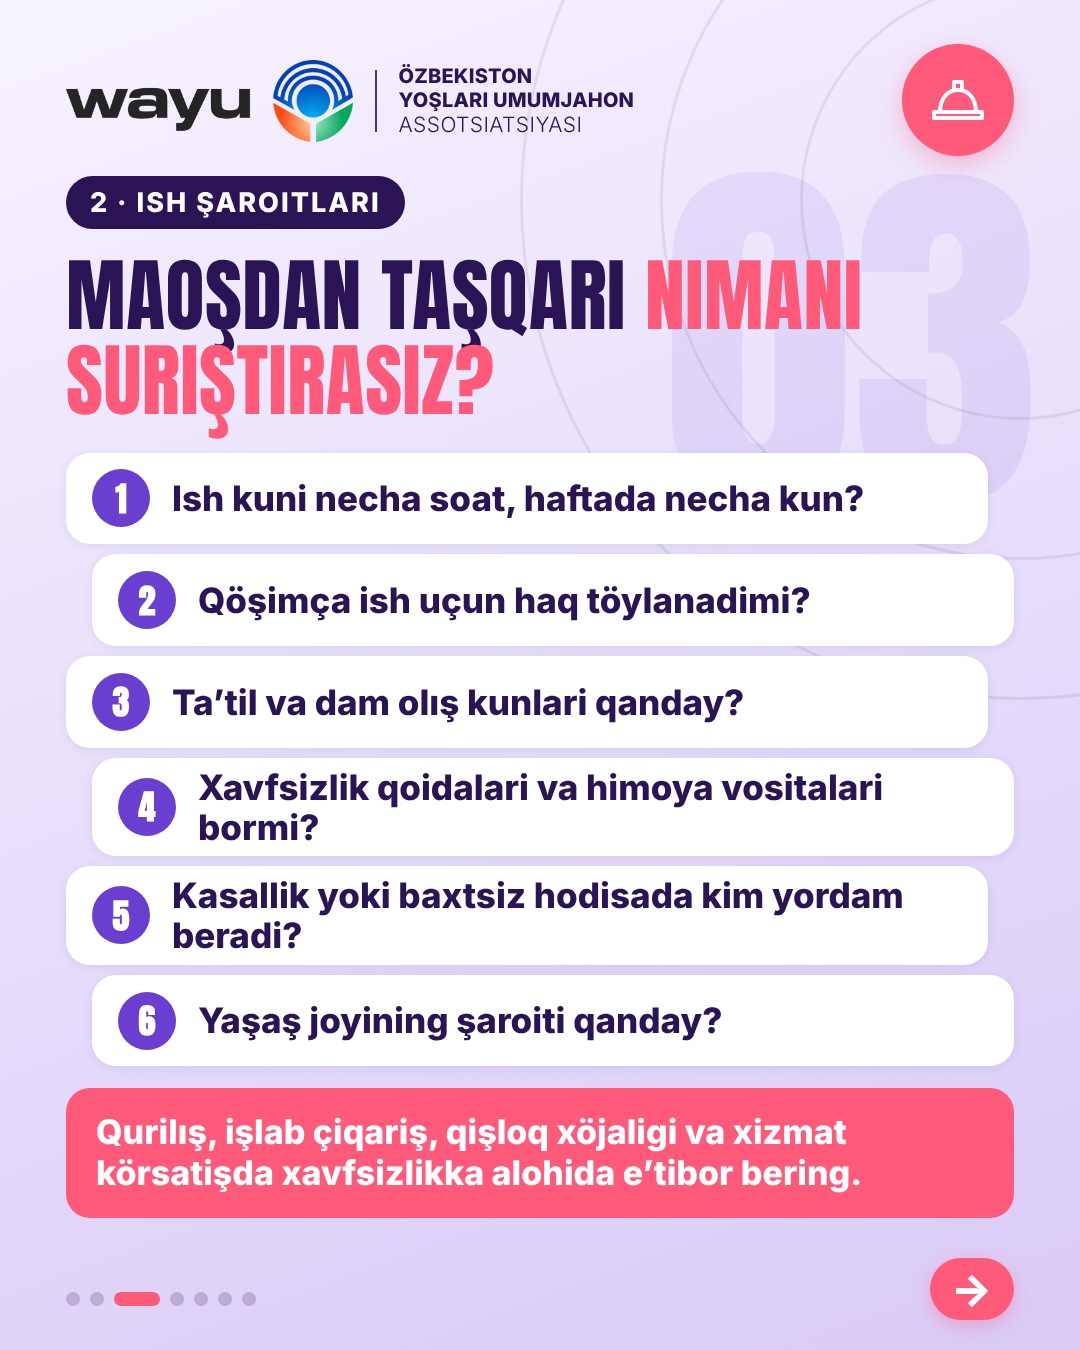 wayu
ÖZBEKISTON
YOŞLARI UMUMJAHON
ASSOTSIATSIYASI
2 · ISH ŞAROITLARI
03
MAOŞDAN TAŞQARI NIMANI
SURIŞTIRASIZ?
1 Ish kuni necha soat, haftada necha kun?
2 Qöşimça ish uçun haq töylanadimi?
3 Ta’til va dam olış kunlari qanday?
4 Xavfsizlik qoidalari va himoya vositalari
bormi?
5 Kasallik yoki baxtsiz hodisada kim yordam
beradi?
6 Yaşaş joyining şaroiti qanday?
Qurilış, işlab çiqariş, qişloq xöjaligi va xizmat
körsatişda xavfsizlikka alohida e’tibor bering.